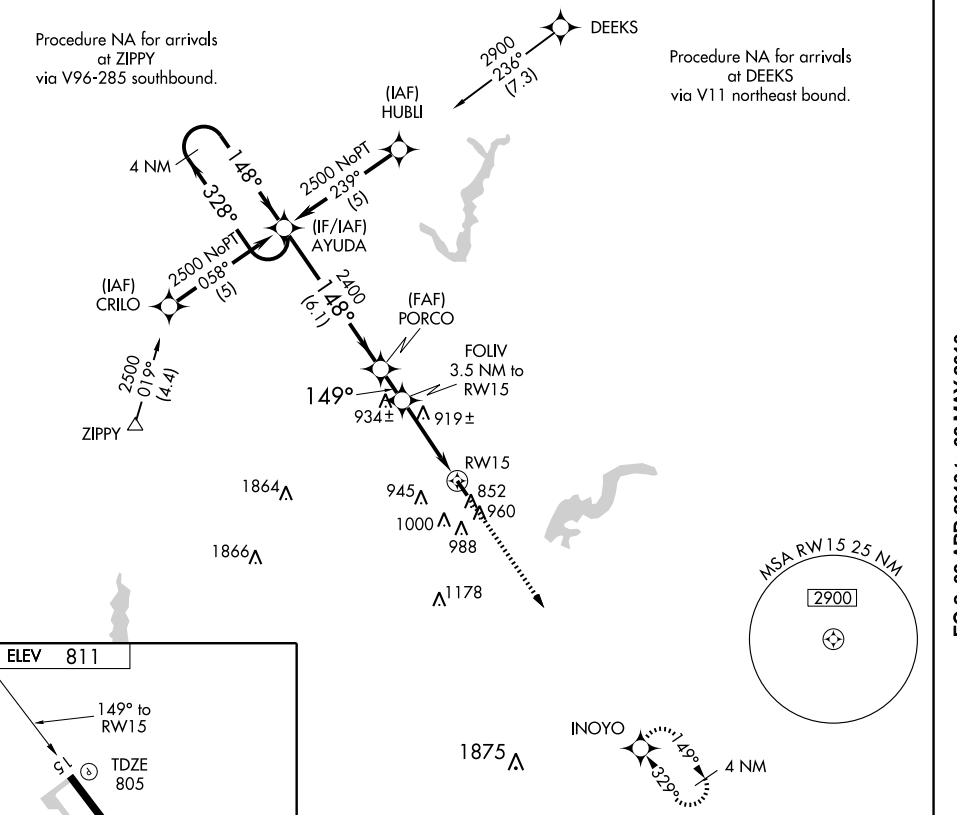 Procedure NA for arrivals
at ZIPPY
via V96-285 southbound.
DEEKS
2900
236°
(7.3)
Procedure NA for arrivals
at DEEKS
via V11 northeast bound.
(IAF)
HUBLI
4 NM
148°
328°
2500 NoPT
239°
(5)
(IF/IAF)
AYUDA
2500 NoPT
058°
(5)
(IAF)
CRILO
2400
148°
(6.1)
(FAF)
PORCO
2500
019°
(4.4)
ZIPPY
FOLIV
3.5 NM to
RW15
149°
934±
919±
RW15
1864
945
852
960
1000
988
1866
1178
MSA RW15 25 NM
2900
ELEV 811
149° to
RW15
15
P
TDZE
805
1875
INOYO
149°
329°
4 NM